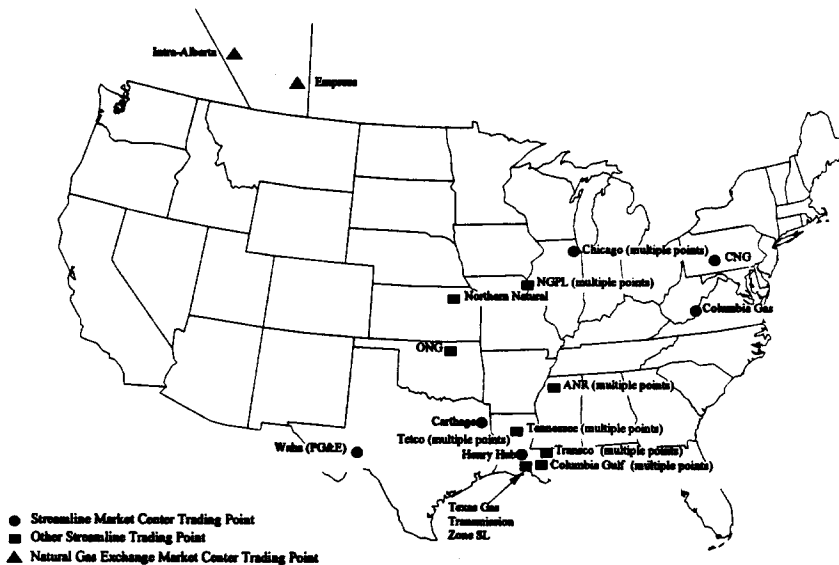 Intra-Alberta
Empress
Chicago (multiple points)
CNG
NGPL (multiple points)
Northern Natural
Columbia Gas
ONG
ANR (multiple points)
Carthage
Tennessee (multiple points)
Tetco (multiple points)
Waha (PG&E)
Henry Hub
Transco (multiple points)
Columbia Gulf (multiple points)
Texas Gas
Transmission
Zone SL
Streamline Market Center Trading Point
Other Streamline Trading Point
Natural Gas Exchange Market Center Trading Point